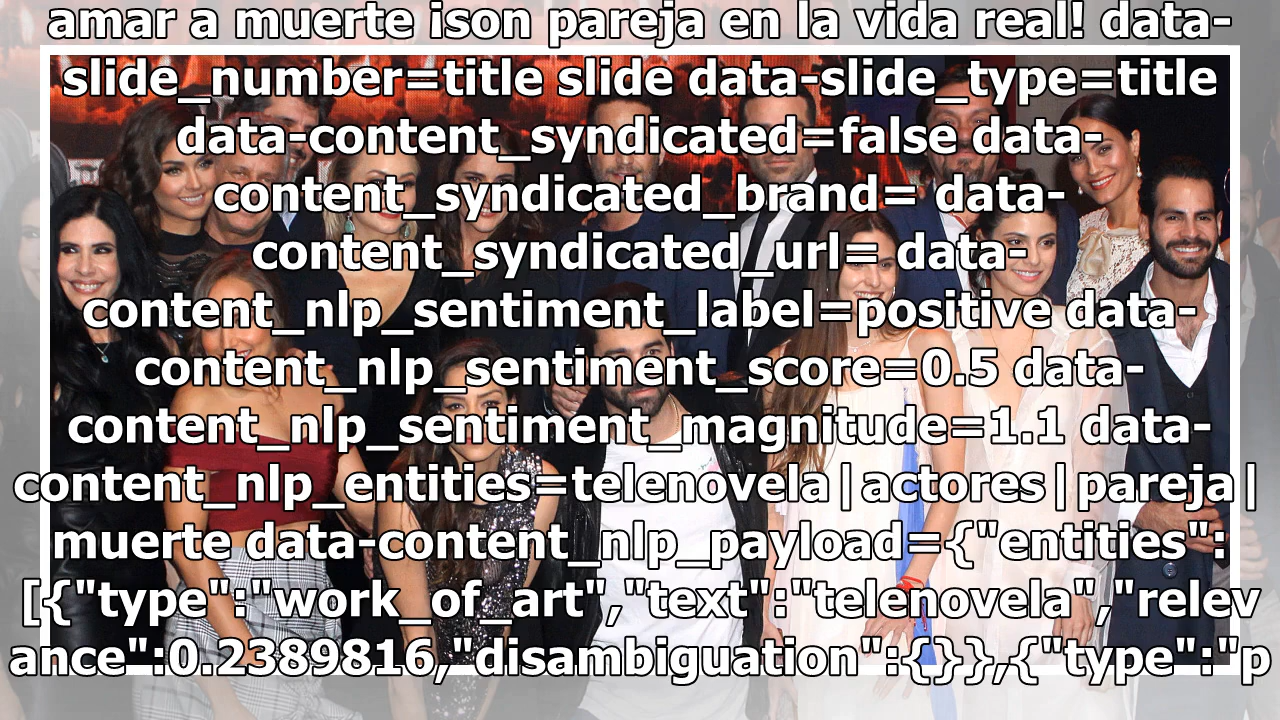 amar a muerte ison pareja en la vida real! data-
slide_number=title slide data-slide_type=title
data-content_syndicated=false data-
content_syndicated_brand= data-
content_syndicated_url= data-
content_nlp_sentiment_label=positive data-
content_nlp_sentiment_score=0.5 data-
content_nlp_sentiment_magnitude=1.1 data-
content_nlp_entities=telenovela|actores|pareja|
muerte data-content_nlp_payload={"entities":
[{"type":"work_of_art","text":"telenovela","relev
ance":0.2389816,"disambiguation":{}},{"type":"p